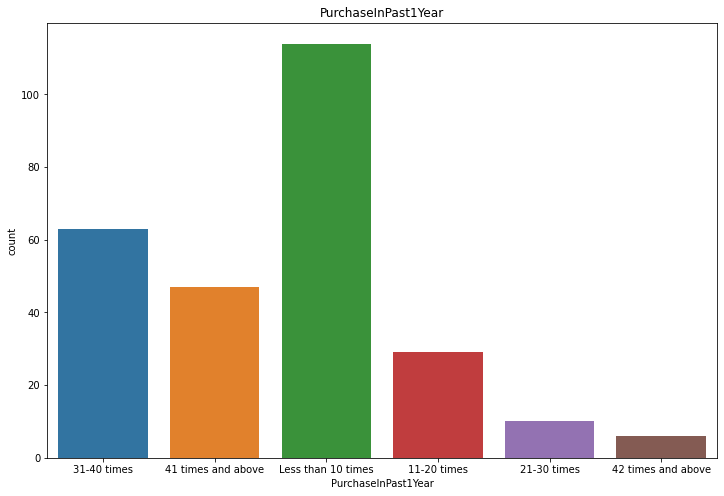 PurchaseInPast1Year
count
100
80
60
40
20
0
31-40 times
41 times and above
Less than 10 times
11-20 times
21-30 times
42 times and above
PurchaseInPast1Year